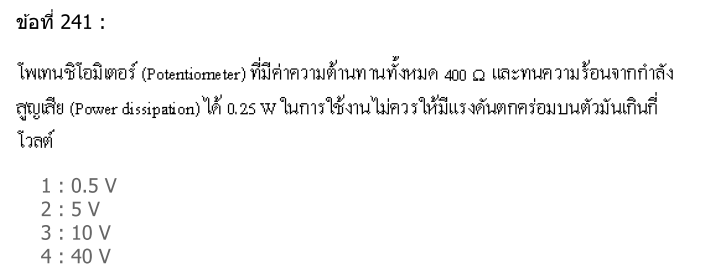 ข้อที่ 241 :
โพเทนชิโอมิเตอร์ (Potentiometer) ที่มีค่าความต้านทานทั้งหมด 400 Ω และทนความร้อนจากกำลัง
สูญเสีย (Power dissipation) ได้ 0.25 W ในการใช้งานไม่ควรให้มีแรงดันตกคร่อมบนตัวมันเกินกี่
โวลต์
1 : 0.5 V
2 : 5 V
3 : 10 V
4 : 40 V